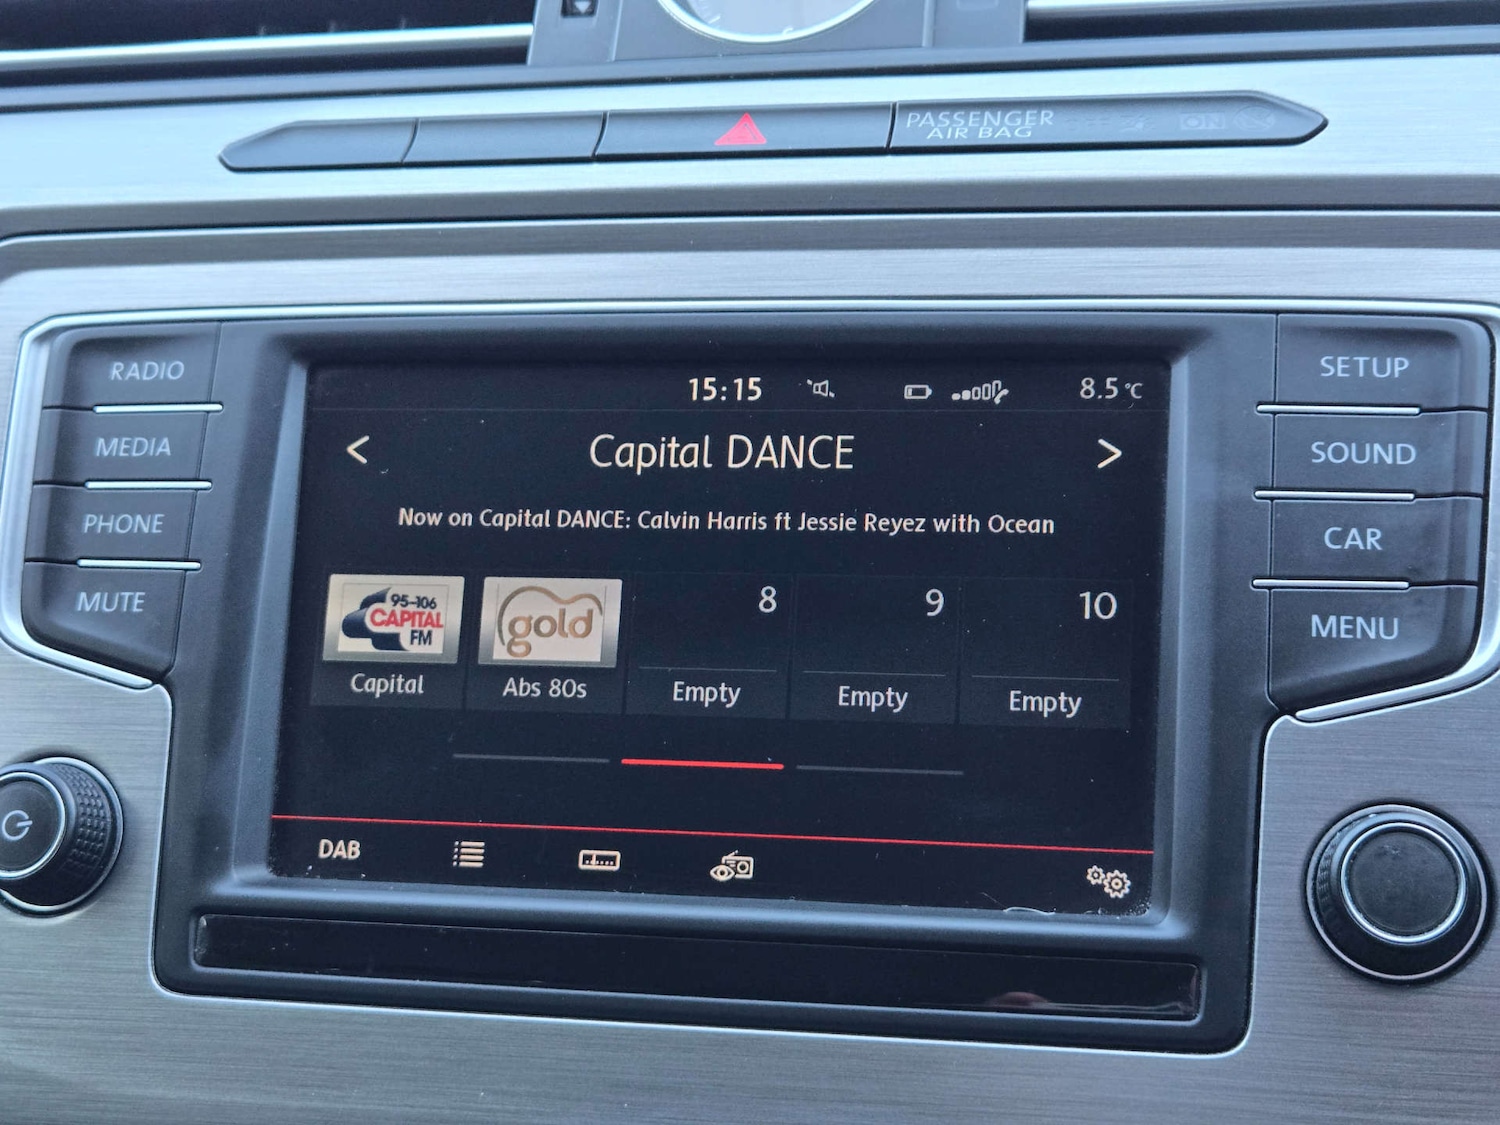 PASSENGER
AIR BAG
ON
RADIO
MEDIA
PHONE
MUTE
15:15
8.5 °C
< Capital DANCE >
Now on Capital DANCE: Calvin Harris ft Jessie Reyez with Ocean
95-106
CAPITAL
FM
Capital
gold
Abs 80s
8
Empty
9
Empty
10
Empty
DAB
SETUP
SOUND
CAR
MENU